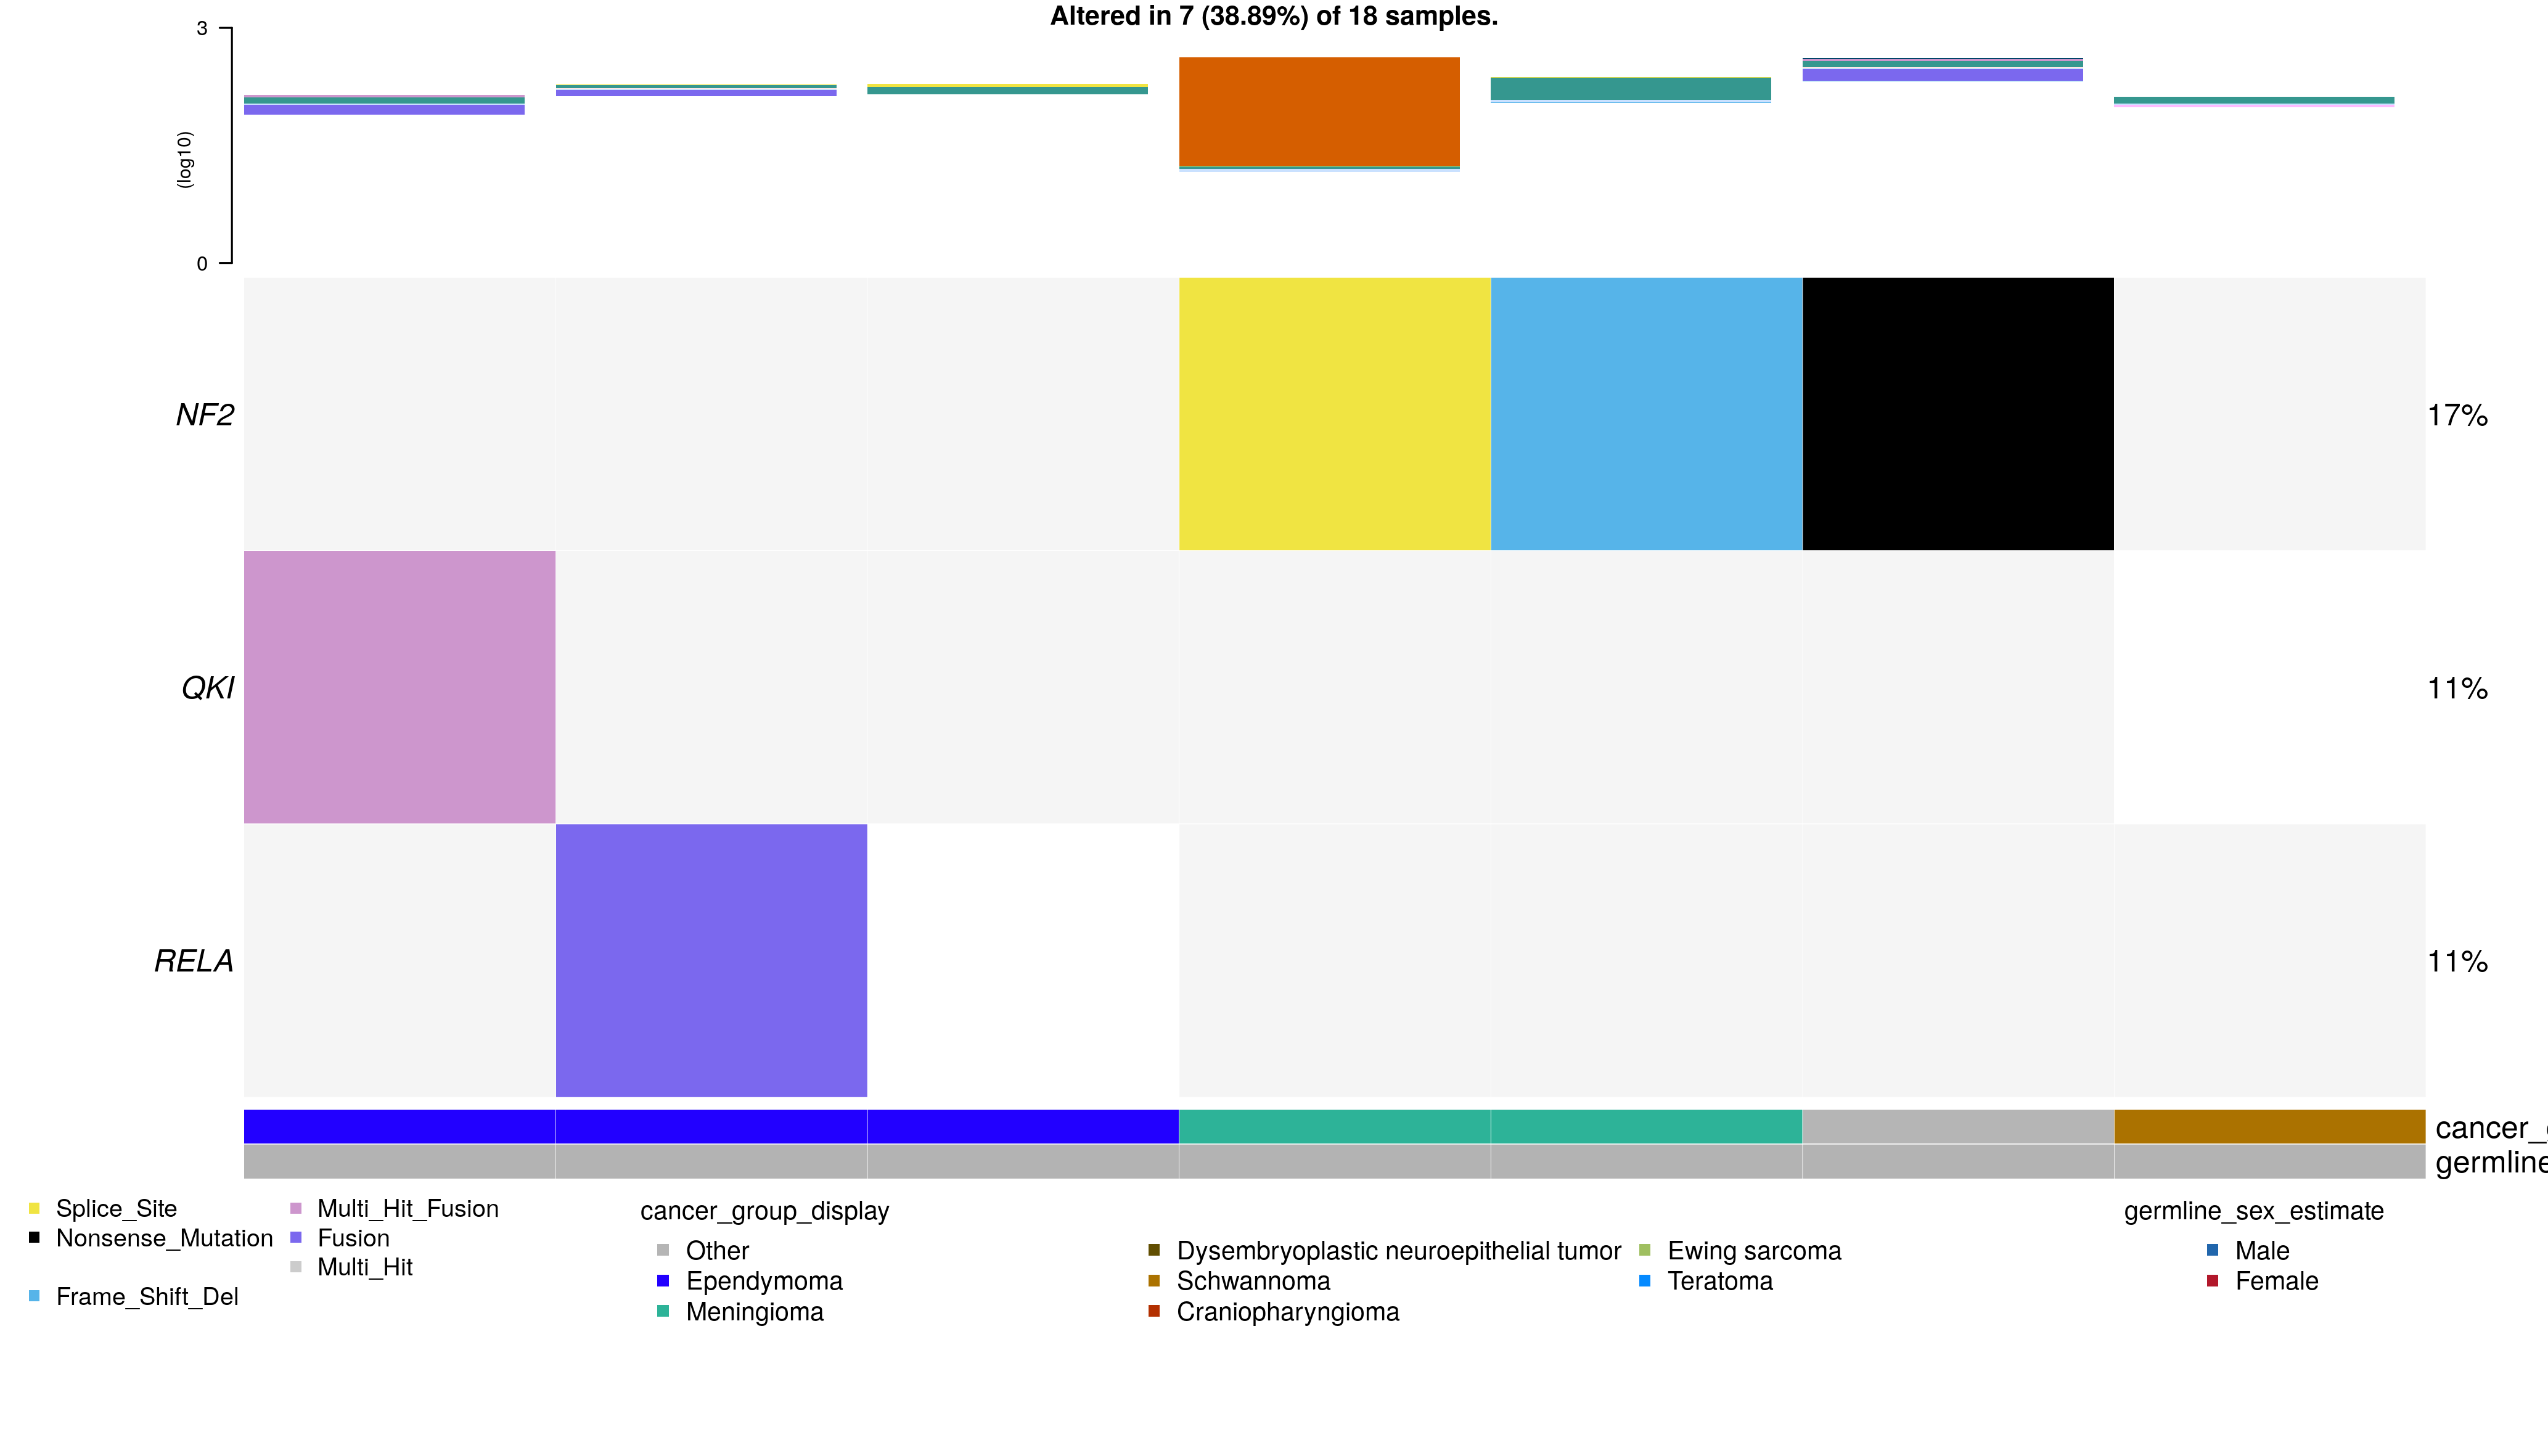 Altered in 7 (38.89%) of 18 samples.
3
(log10)
0
NF2
17%
QKI
11%
RELA
11%
cancer_
germline
Splice_Site
Nonsense_Mutation
Frame_Shift_Del
Multi_Hit_Fusion
Fusion
Multi_Hit
cancer_group_display
Other
Ependymoma
Meningioma
Dysembryoplastic neuroepithelial tumor
Schwannoma
Craniopharyngioma
Ewing sarcoma
Teratoma
germline_sex_estimate
Male
Female